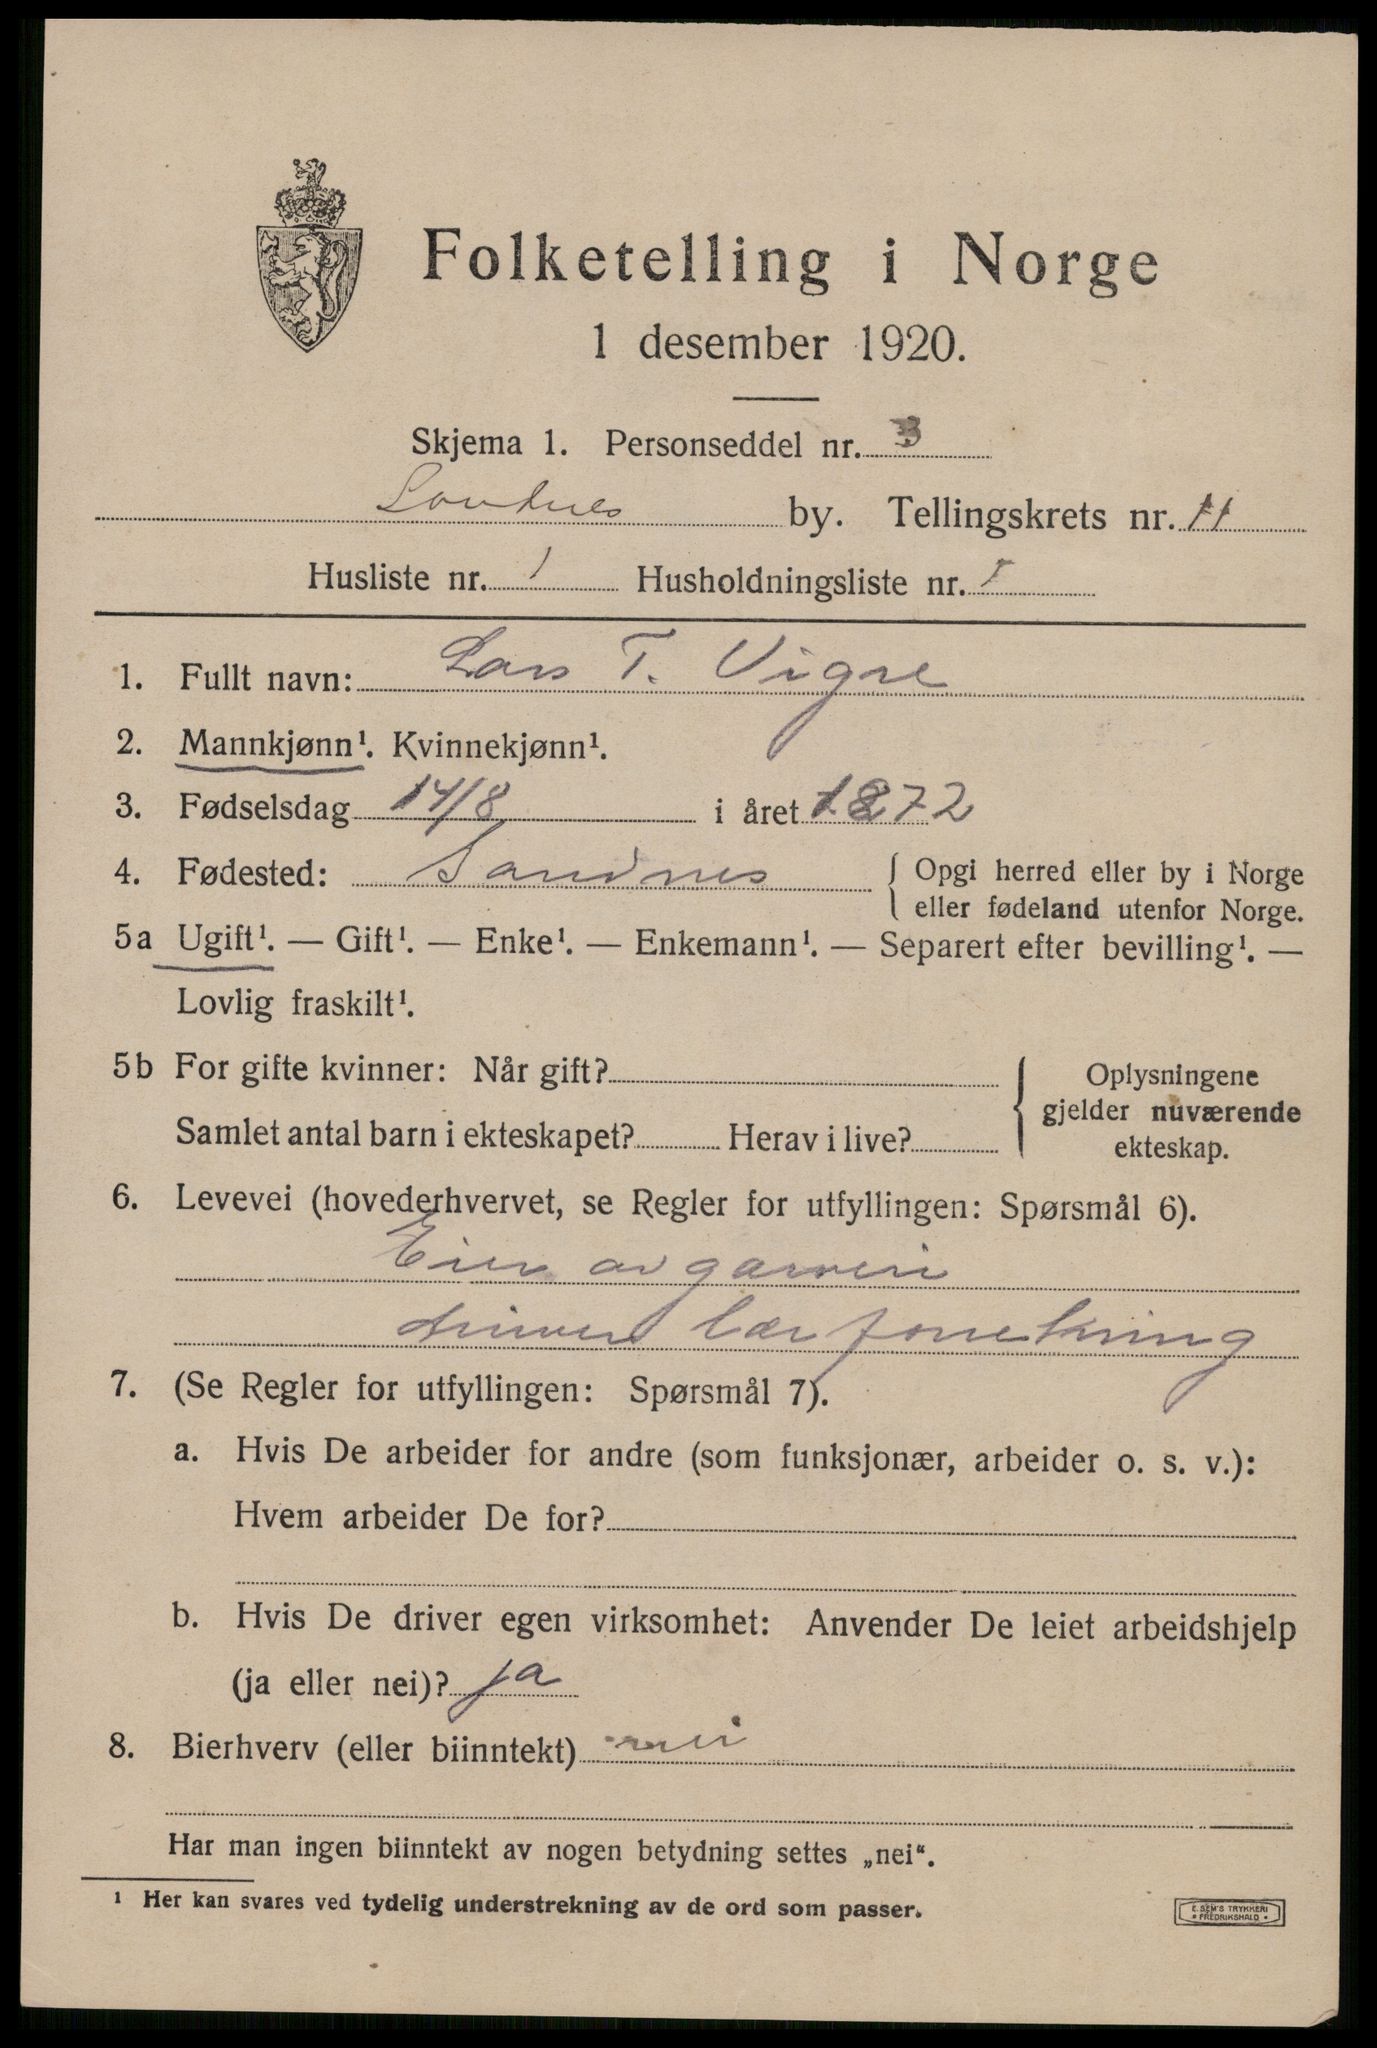 Folketelling i Norge
1 desember 1920.
Skjema 1. Personseddel nr. 3
Sandnes by. Tellingskrets nr. 11
Husliste nr. 1 Husholdningsliste nr. 1
1. Fullt navn: Lars T. Vigre
2. Mannkjønn¹. Kvinnekjønn¹.
3. Fødselsdag 14/8 i året 1872
4. Fødested: Sandnes { Opgi herred eller by i Norge
eller fødeland utenfor Norge.
5a Ugift¹. — Gift¹. — Enke¹. — Enkemann¹. — Separert efter bevilling¹. —
Lovlig fraskilt¹.
5b For gifte kvinner: Når gift?
Samlet antal barn i ekteskapet? Herav i live?
{ Oplysningene
gjelder nuværende
ekteskap.
6. Levevei (hovederhvervet, se Regler for utfyllingen: Spørsmål 6).
Eier av garveri
driver lær forretning
7. (Se Regler for utfyllingen: Spørsmål 7).
a. Hvis De arbeider for andre (som funksjonær, arbeider o. s. v.):
Hvem arbeider De for?
b. Hvis De driver egen virksomhet: Anvender De leiet arbeidshjelp
(ja eller nei)? ja
8. Bierhverv (eller biinntekt) nei
Har man ingen biinntekt av nogen betydning settes „nei“.
¹ Her kan svares ved tydelig understrekning av de ord som passer.
E. SEM'S TRYKKERI
• FREDRIKSHALD •